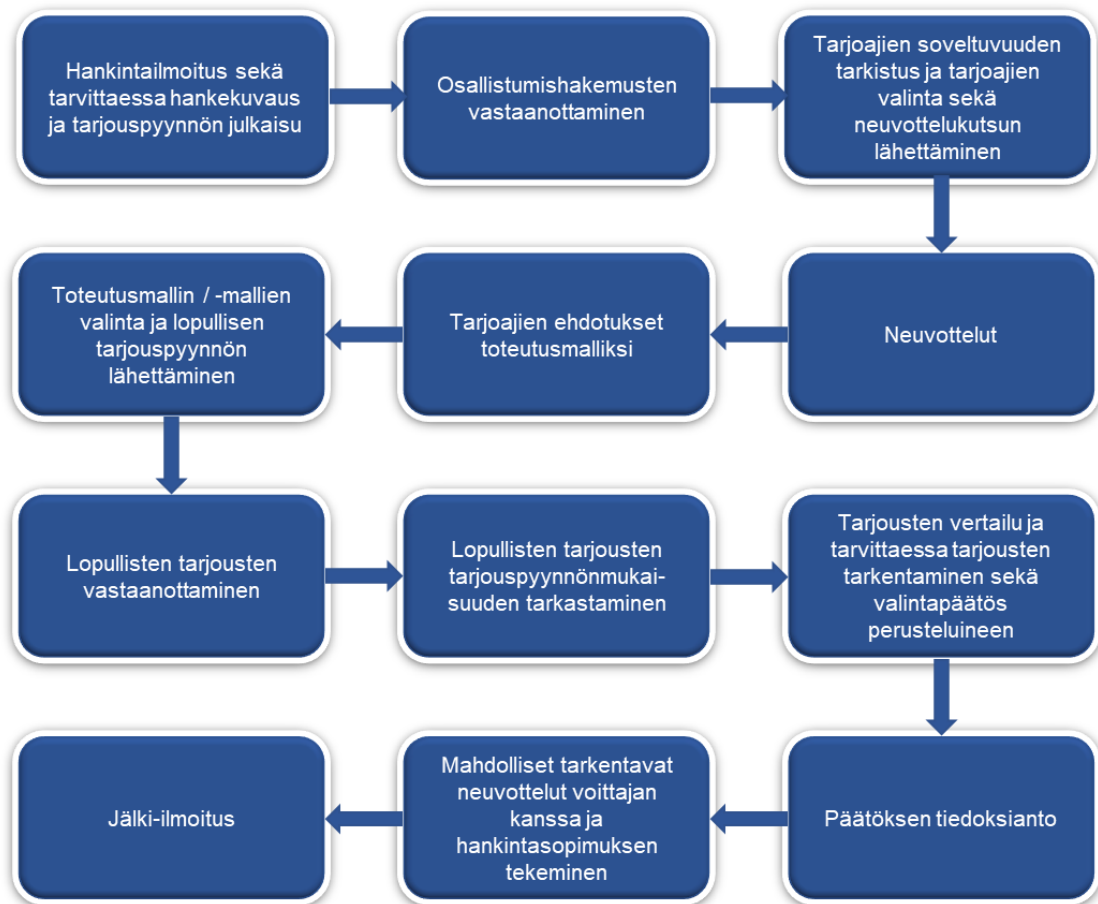 Hankintailmoitus sekä
tarvittaessa hankekuvaus
ja tarjouspyynnön julkaisu
Osallistumishakemusten
vastaanottaminen
Tarjoajien soveltuvuuden
tarkistus ja tarjoajien
valinta sekä
neuvottelukutsun
lähettäminen
Neuvottelut
Tarjoajien ehdotukset
toteutusmalliksi
Toteutusmallin / -mallien
valinta ja lopullisen
tarjouspyynnön
lähettäminen
Lopullisten tarjousten
vastaanottaminen
Lopullisten tarjousten
tarjouspyynnönmukai-
suuden tarkastaminen
Tarjousten vertailu ja
tarvittaessa tarjousten
tarkentaminen sekä
valintapäätös
perusteluineen
Päätöksen tiedoksianto
Mahdolliset tarkentavat
neuvottelut voittajan
kanssa ja
hankintasopimuksen
tekeminen
Jälki-ilmoitus